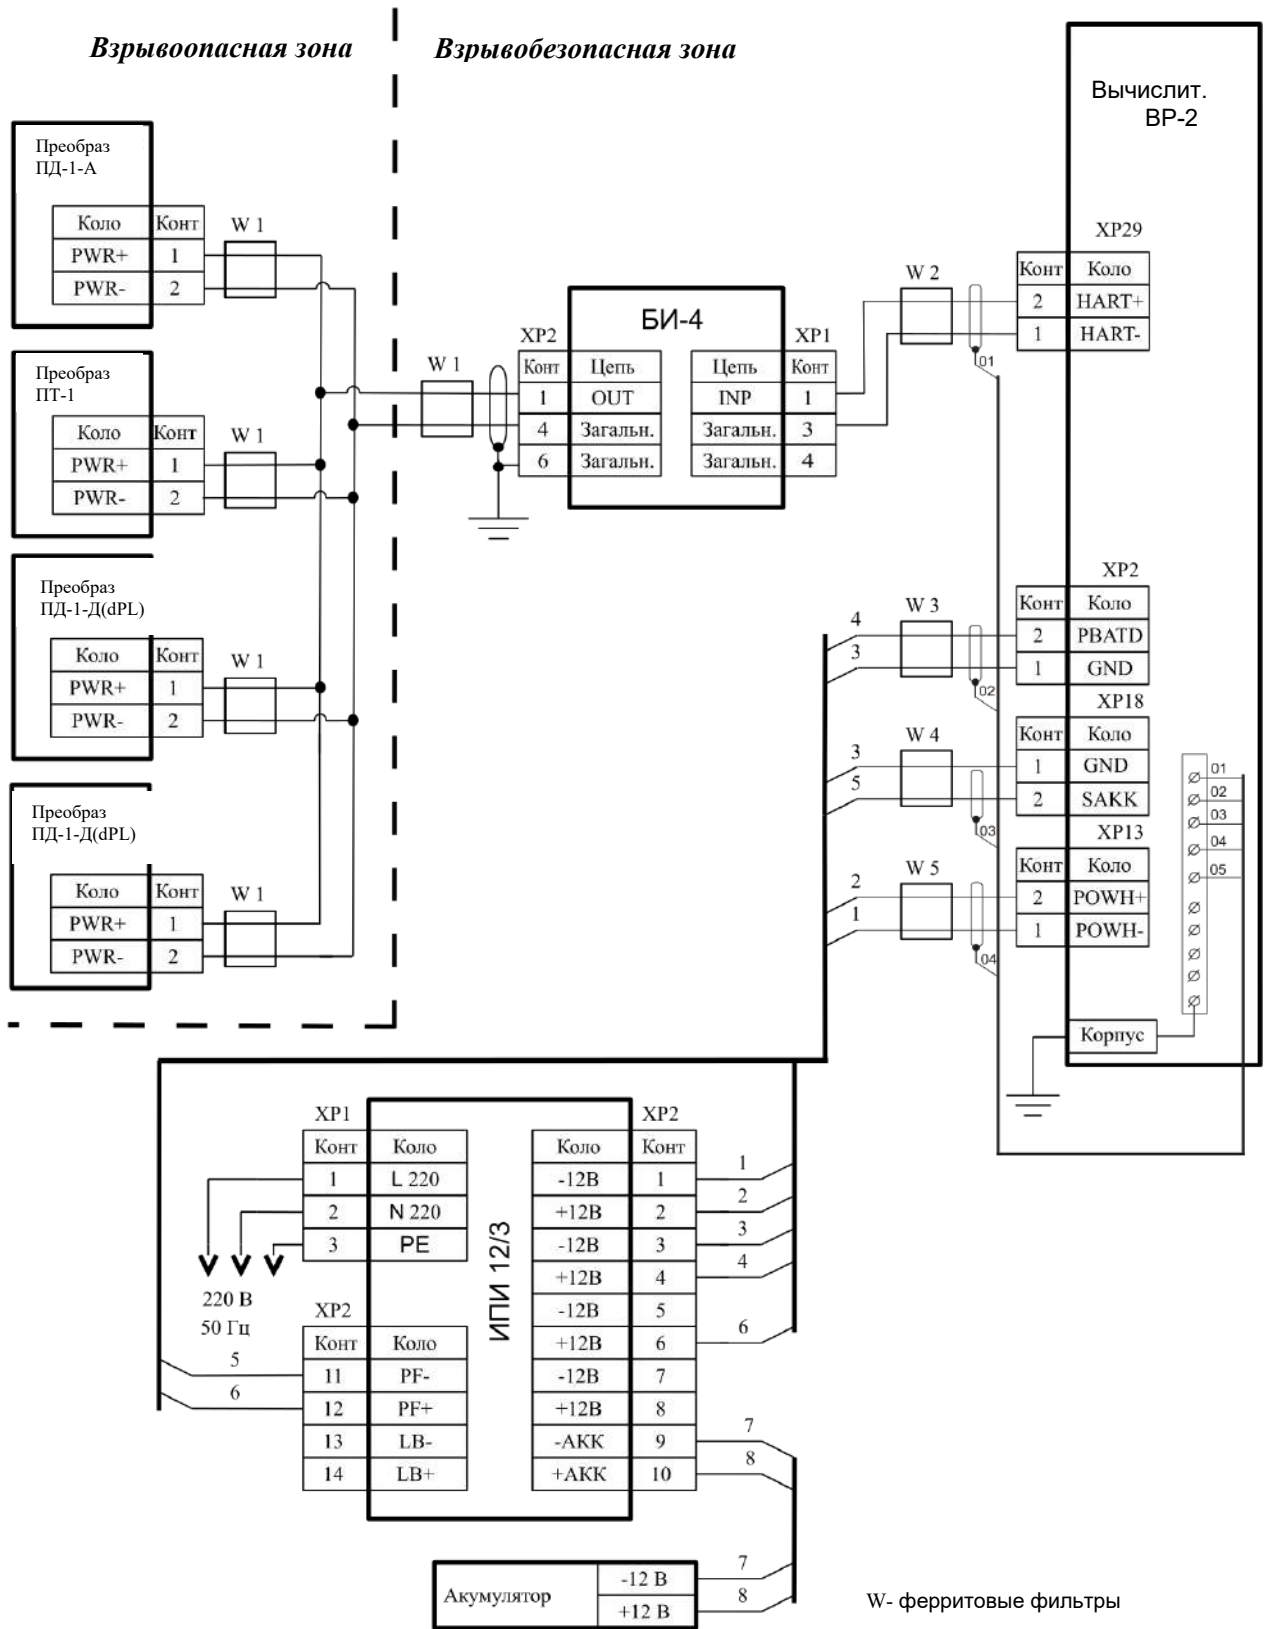 Взрывоопасная зона
Взрывобезопасная зона
Вычислит.
ВР-2
Преобраз
ПД-1-А
Коло Конт
PWR+ 1
PWR- 2
W 1
Преобраз
ПТ-1
Коло Конт
PWR+ 1
PWR- 2
W 1
Преобраз
ПД-1-Д(dPL)
Коло Конт
PWR+ 1
PWR- 2
W 1
Преобраз
ПД-1-Д(dPL)
Коло Конт
PWR+ 1
PWR- 2
W 1
W 1
БИ-4
XP2
Конт Цепь
1 OUT
4 Загальн.
6 Загальн.
XP1
Цепь Конт
INP 1
Загальн. 3
Загальн. 4
W 2
01
XP29
Конт Коло
2 HART+
1 HART-
4
3
W 3
02
XP2
Конт Коло
2 PBATD
1 GND
3
5
W 4
03
XP18
Конт Коло
1 GND
2 SAKK
2
1
W 5
04
XP13
Конт Коло
2 POWH+
1 POWH-
01
02
03
04
05
Корпус
ИПИ 12/3
XP1
Конт Коло
1 L 220
2 N 220
3 PE
220 В
50 Гц
XP2
Конт Коло
11 PF-
12 PF+
13 LB-
14 LB+
5
6
XP2
Коло Конт
-12В 1
+12В 2
-12В 3
+12В 4
-12В 5
+12В 6
-12В 7
+12В 8
-АКК 9
+АКК 10
1
2
3
4
6
7
8
Акумулятор
-12 В
+12 В
7
8
W- ферритовые фильтры